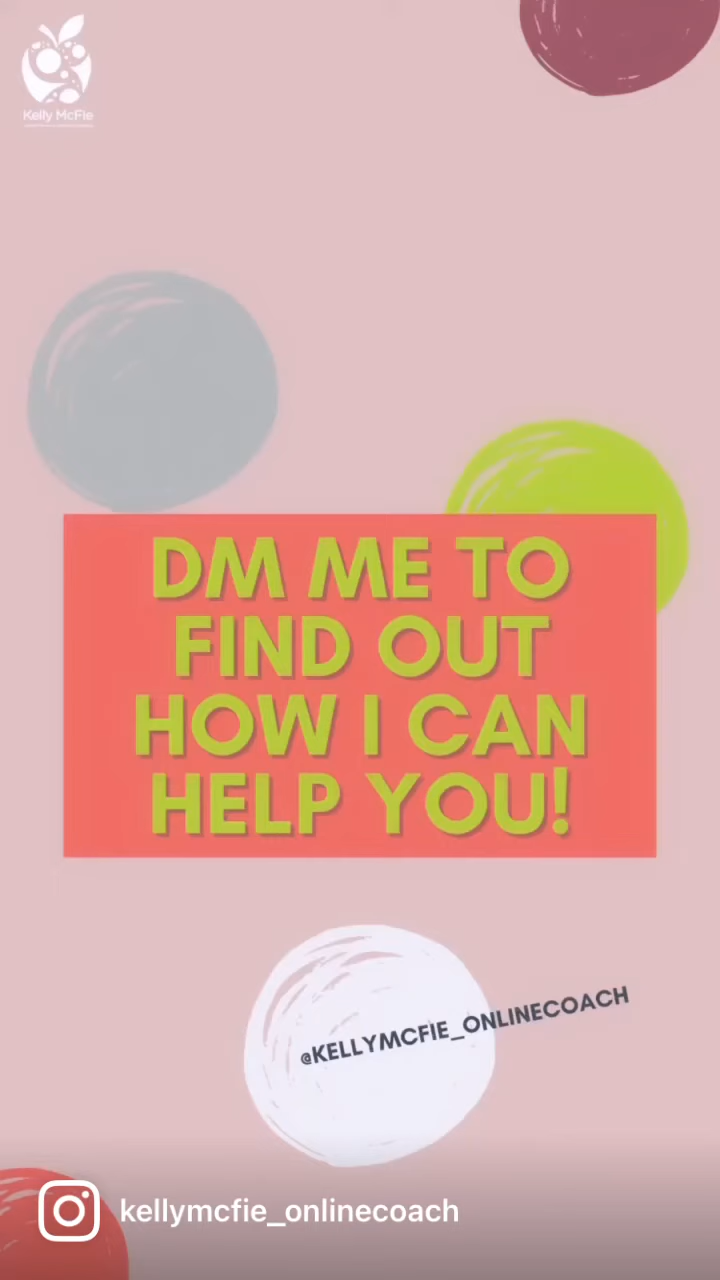 Kelly McFie
DM ME TO
FIND OUT
HOW I CAN
HELP YOU!
@KELLYMCFIE_ONLINECOACH
kellymcfie_onlinecoach